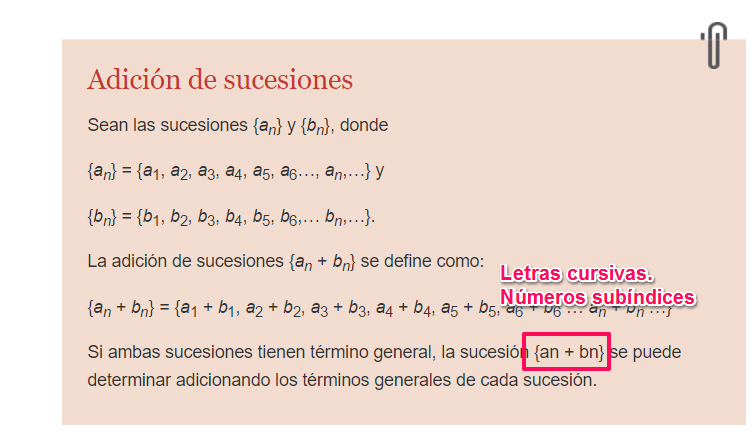 Adición de sucesiones
Sean las sucesiones {aₙ} y {bₙ}, donde
{aₙ} = {a₁, a₂, a₃, a₄, a₅, a₆…, aₙ,…} y
{bₙ} = {b₁, b₂, b₃, b₄, b₅, b₆,… bₙ,…}.
La adición de sucesiones {aₙ + bₙ} se define como:
Letras cursivas.
Números subíndices
{aₙ + bₙ} = {a₁ + b₁, a₂ + b₂, a₃ + b₃, a₄ + b₄, a₅ + b₅, a₆ + b₆ … aₙ + bₙ …}
Si ambas sucesiones tienen término general, la sucesión {an + bn} se puede
determinar adicionando los términos generales de cada sucesión.